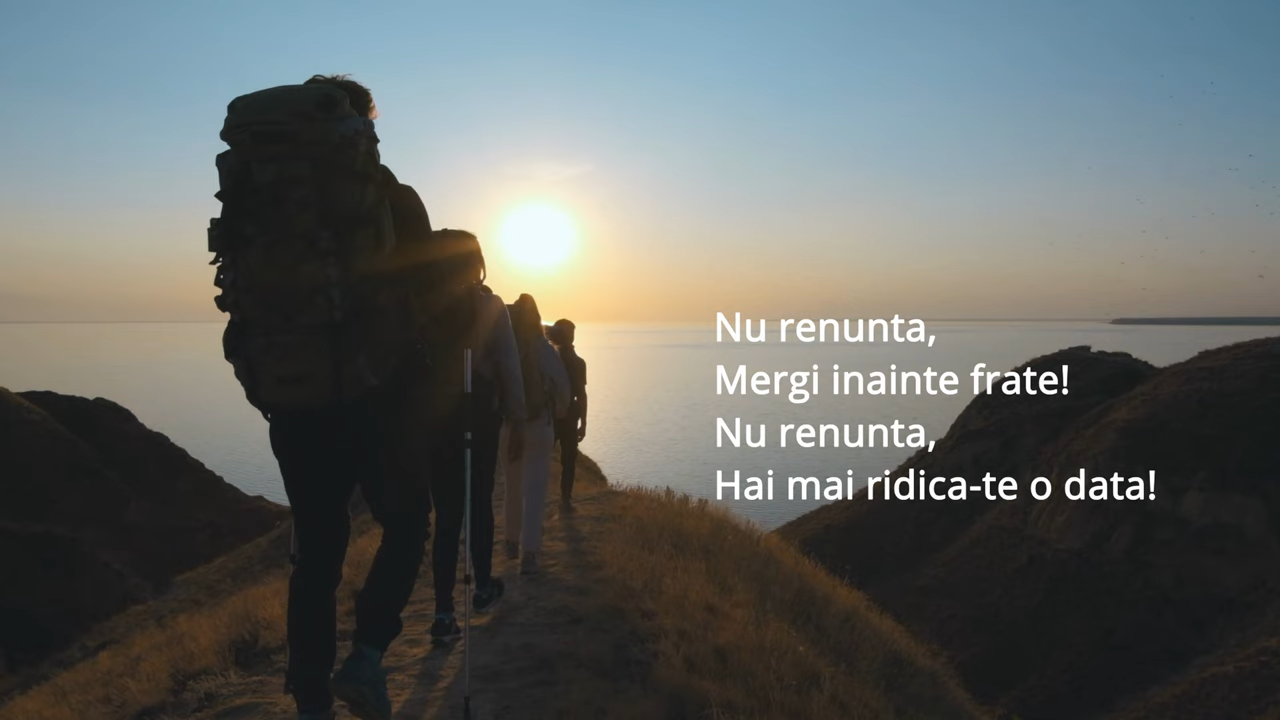 Nu renunta,
Mergi inainte frate!
Nu renunta,
Hai mai ridica-te o data!